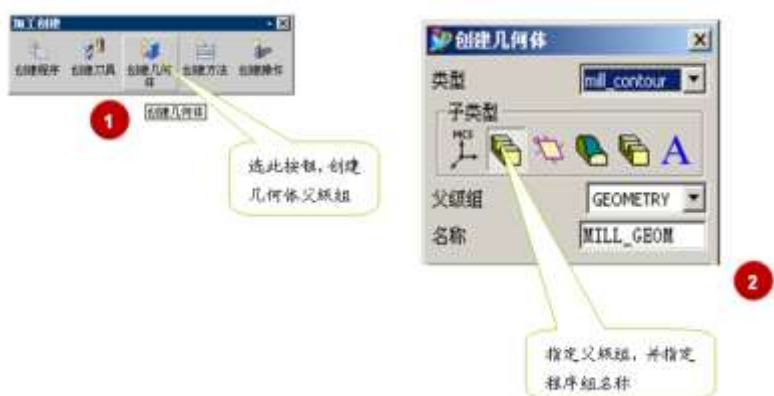 加工创建
创建程序 创建刀具 创建几何体 创建方法 创建操作
1
创建几何体
选此按钮,创建
几何体父级组
创建几何体
类型 mill_contour
子类型
MCS
A
父级组 GEOMETRY
名称 MILL_GEOM
2
指定父级组,并指定
程序组名称